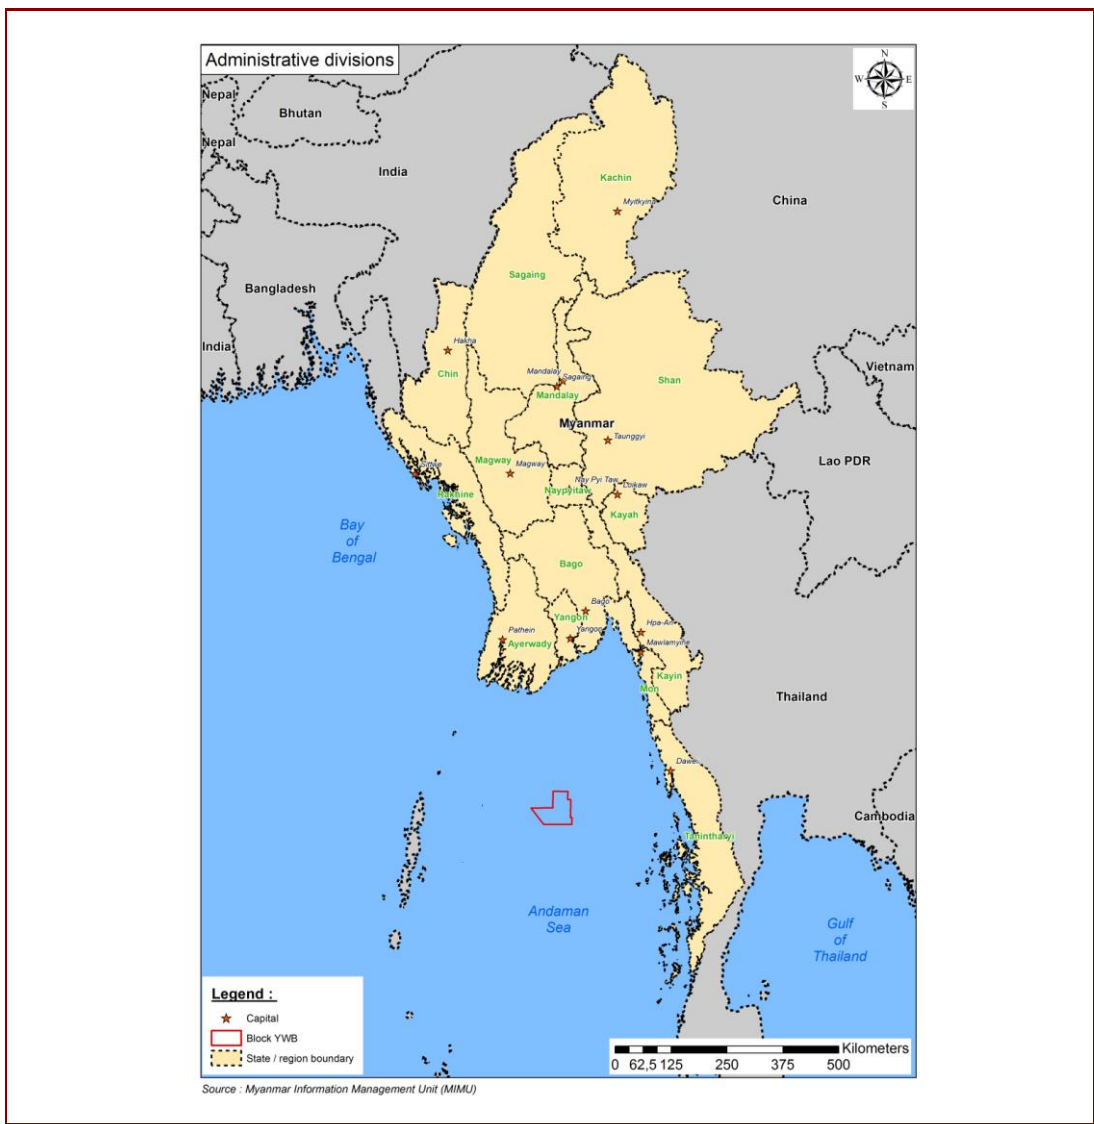 Administrative divisions
N
W
E
S
Nepal
Bhutan
Nepal
India
Kachin
Myitkyina
China
Sagaing
Bangladesh
India
Hakha
Chin
Mandalay
Sagaing
Mandalay
Shan
Vietnam
Myanmar
Taunggyi
Lao PDR
Magway
Magway
Sittwe
Rakhine
Nay Pyi Taw
Loikaw
Naypyitaw
Kayah
Bay
of
Bengal
Bago
Bago
Yangon
Yangon
Pathein
Ayerwady
Hpa-An
Mawlamyine
Kayin
Mon
Thailand
Dawei
Cambodia
Tanintharyi
Andaman
Sea
Gulf
of
Thailand
Legend :
Capital
Block YWB
State / region boundary
Kilometers
0 62,5 125 250 375 500
Source : Myanmar Information Management Unit (MIMU)